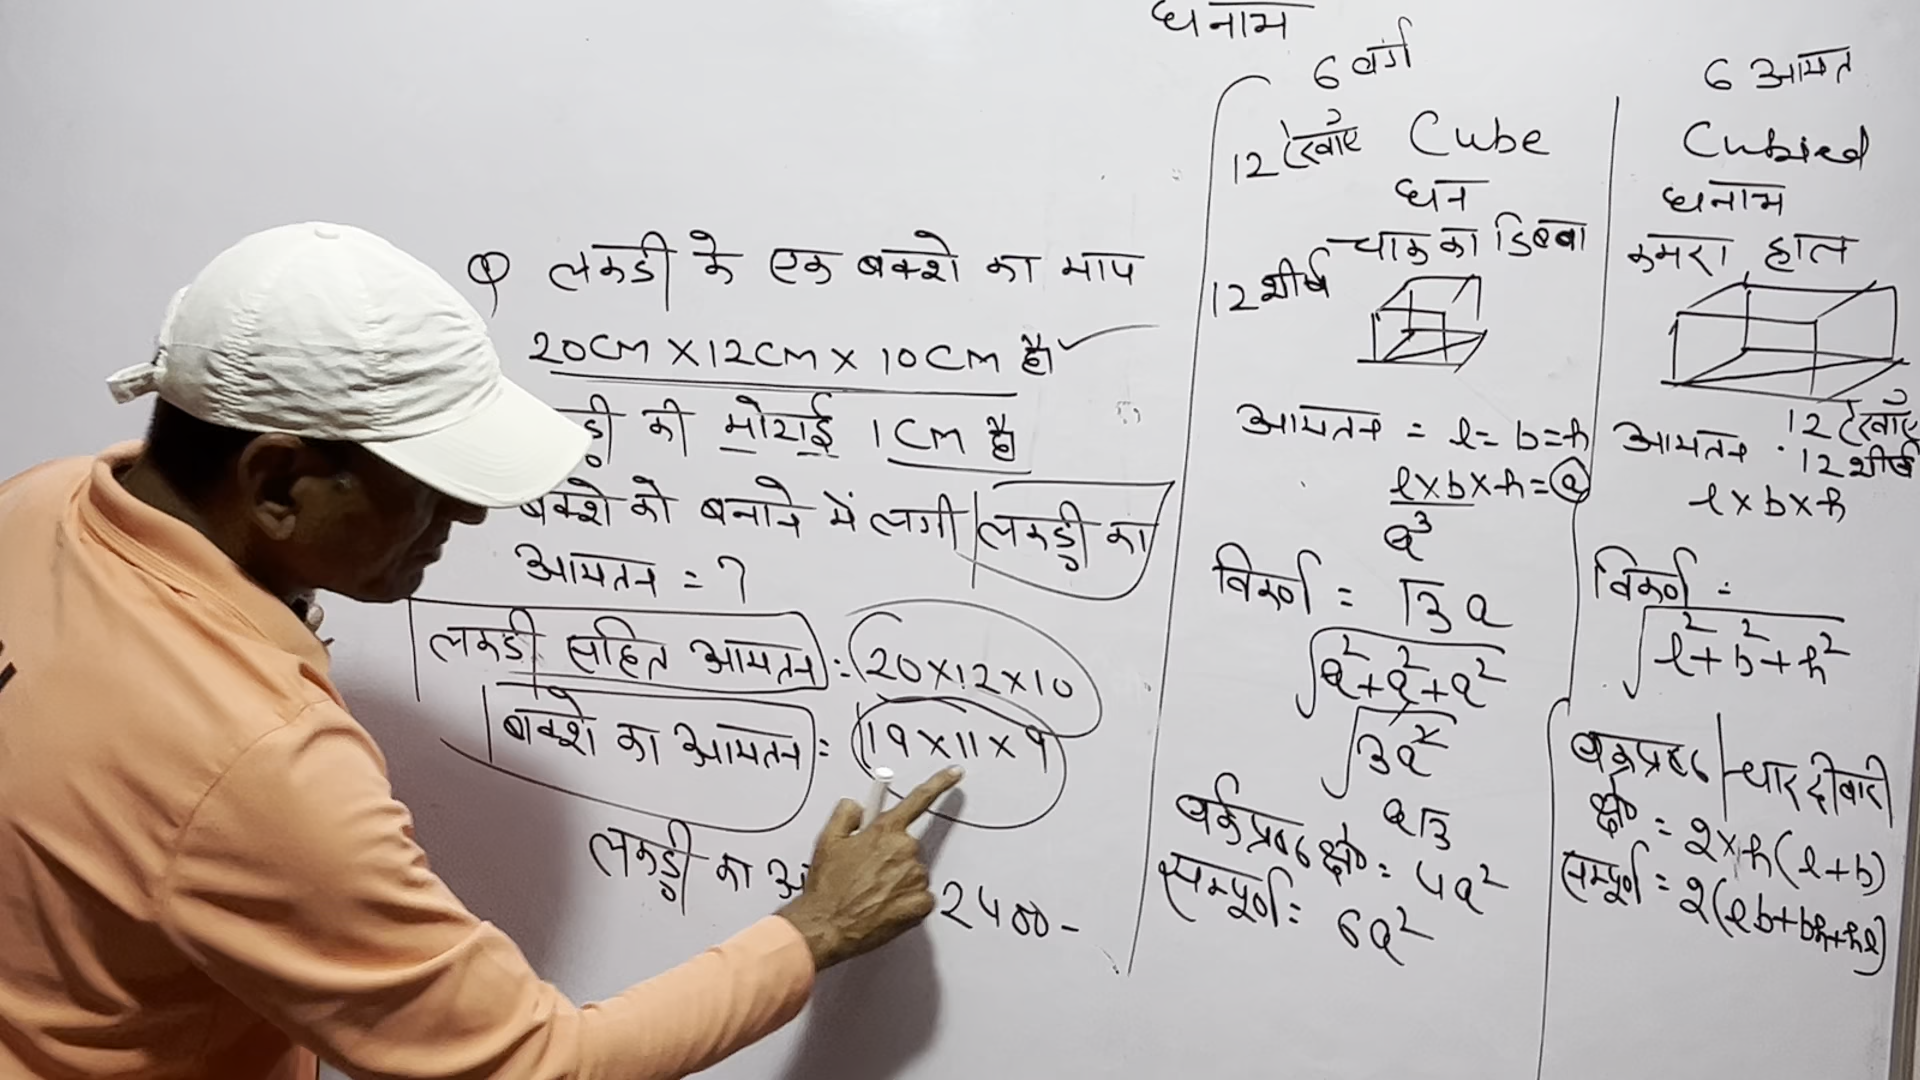 घनाभ
Q लकडी के एक बक्शे का माप
20CM X 12CM X 10CM है।
की मोटाई 1CM है
बक्शे को बनाने में लगी लकड़ी का
आयतन = ?
लकडी सहित आयतन = 20 X 12 X 10
बाक्शे का आयतन = 19 X 11 X 9
लकड़ी का
2400 -
6 वर्ग
12 रेखाए Cube
घन
चाक का डिब्बा
12 शीर्ष
आयतन = l = b = h
l x b x h = a
a³
विकर्ण = √3 a
√a² + a² + a²
√3a²
a√3
वक्रपृष्ठ क्षे० = 4a²
सम्पूर्ण = 6a²
6 आयत
Cubied
घनाभ
कमरा हाल
12 रेखाए
12 शीर्ष
आयतन
l x b x h
विकर्ण =
√l² + b² + h²
वक्रपृष्ठ | चार दीवारी
क्षे० = 2 x h (l + b)
सम्पूर्ण = 2 (lb + bh + hl)